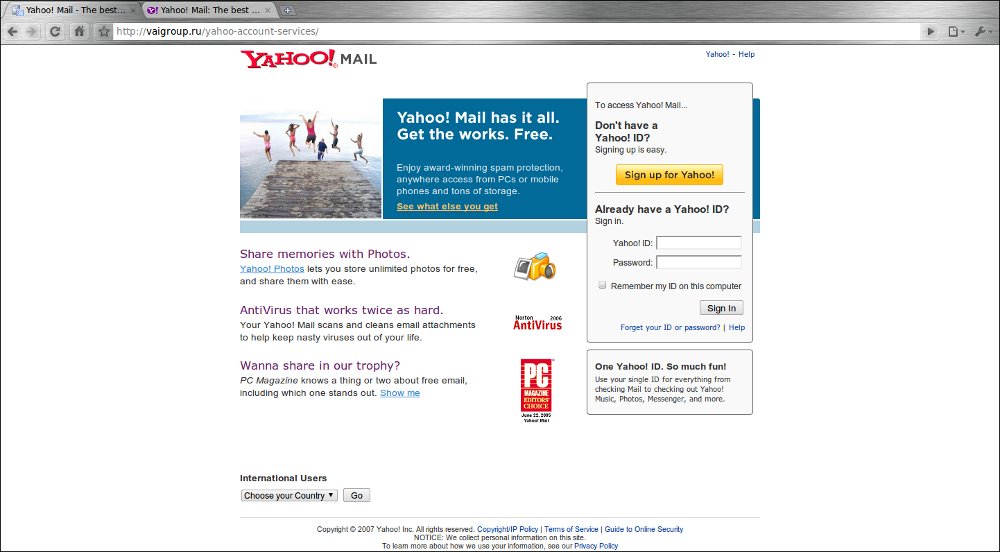 Yahoo! Mail - The best...
Yahoo! Mail: The best ...
http://vaigroup.ru/yahoo-account-services/
YAHOO! MAIL
Yahoo! - Help
Yahoo! Mail has it all.
Get the works. Free.
Enjoy award-winning spam protection,
anywhere access from PCs or mobile
phones and tons of storage.
See what else you get
To access Yahoo! Mail...
Don't have a
Yahoo! ID?
Signing up is easy.
Sign up for Yahoo!
Already have a Yahoo! ID?
Sign in.
Yahoo! ID:
Password:
Remember my ID on this computer
Sign In
Forget your ID or password? | Help
One Yahoo! ID. So much fun!
Use your single ID for everything from
checking Mail to checking out Yahoo!
Music, Photos, Messenger, and more.
Share memories with Photos.
Yahoo! Photos lets you store unlimited photos for free,
and share them with ease.
AntiVirus that works twice as hard.
Your Yahoo! Mail scans and cleans email attachments
to help keep nasty viruses out of your life.
Norton 2006
AntiVirus
Wanna share in our trophy?
PC Magazine knows a thing or two about free email,
including which one stands out. Show me
PC
MAGAZINE
EDITORS'
CHOICE
June 22, 2005
Yahoo! Mail
International Users
Choose your Country
Go
Copyright © 2007 Yahoo! Inc. All rights reserved. Copyright/IP Policy | Terms of Service | Guide to Online Security
NOTICE: We collect personal information on this site.
To learn more about how we use your information, see our Privacy Policy